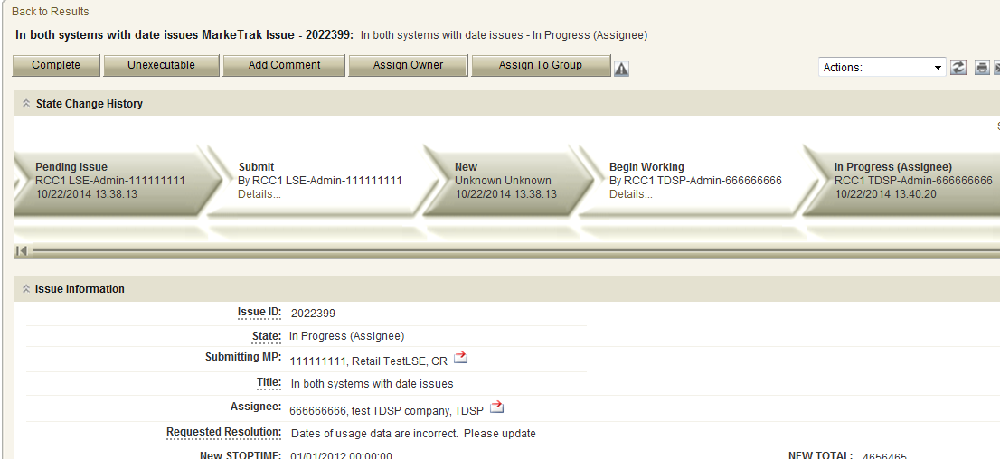 Back to Results
In both systems with date issues MarkeTrak Issue - 2022399: In both systems with date issues - In Progress (Assignee)
Complete Unexecutable Add Comment Assign Owner Assign To Group Actions:
State Change History
Pending Issue Submit New Begin Working In Progress (Assignee)
RCC1 LSE-Admin-111111111 By RCC1 LSE-Admin-111111111 Unknown Unknown By RCC1 TDSP-Admin-666666666 RCC1 TDSP-Admin-666666666
10/22/2014 13:38:13 Details... 10/22/2014 13:38:13 Details... 10/22/2014 13:40:20
Issue Information
Issue ID: 2022399
State: In Progress (Assignee)
Submitting MP: 111111111, Retail TestLSE, CR
Title: In both systems with date issues
Assignee: 666666666, test TDSP company, TDSP
Requested Resolution: Dates of usage data are incorrect. Please update
New STOPTIME: 01/01/2012 00:00:00 NEW TOTAL: 4656465